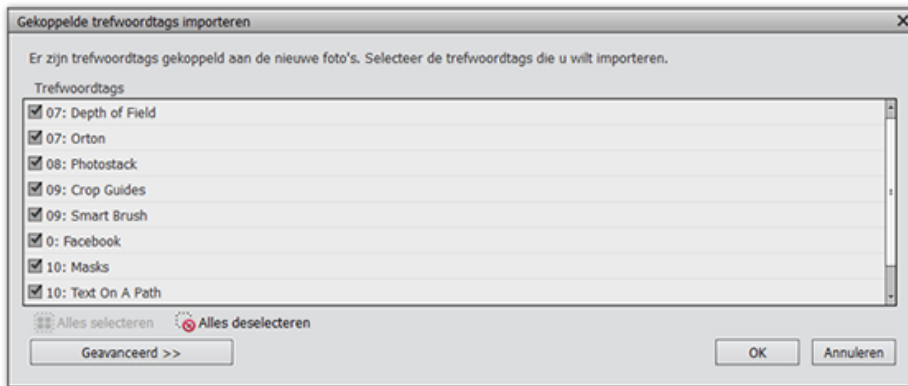 Gekoppelde trefwoordtags importeren
Er zijn trefwoordtags gekoppeld aan de nieuwe foto's. Selecteer de trefwoordtags die u wilt importeren.
Trefwoordtags
07: Depth of Field
07: Orton
08: Photostack
09: Crop Guides
09: Smart Brush
0: Facebook
10: Masks
10: Text On A Path
Alles selecteren Alles deselecteren
Geavanceerd >> OK Annuleren